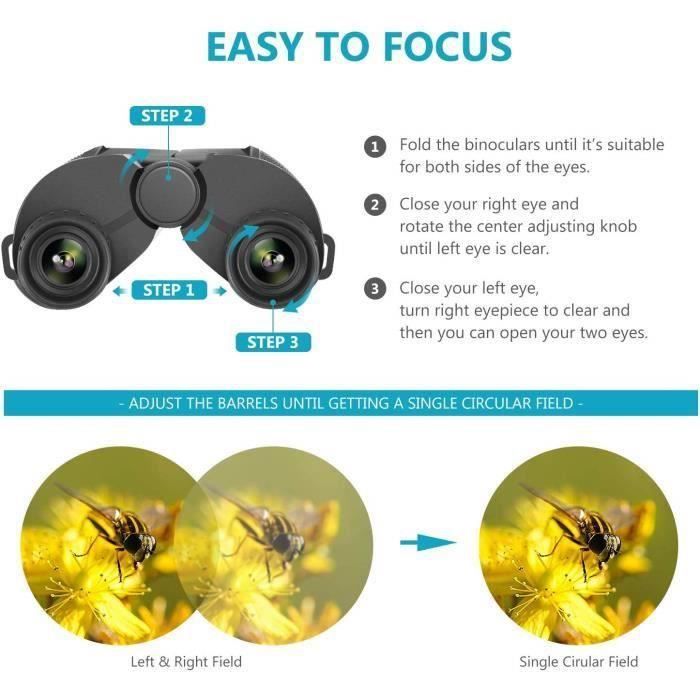 EASY TO FOCUS
STEP 2
STEP 1
STEP 3
1 Fold the binoculars until it's suitable
for both sides of the eyes.
2 Close your right eye and
rotate the center adjusting knob
until left eye is clear.
3 Close your left eye,
turn right eyepiece to clear and
then you can open your two eyes.
- ADJUST THE BARRELS UNTIL GETTING A SINGLE CIRCULAR FIELD -
Left & Right Field
Single Cirular Field